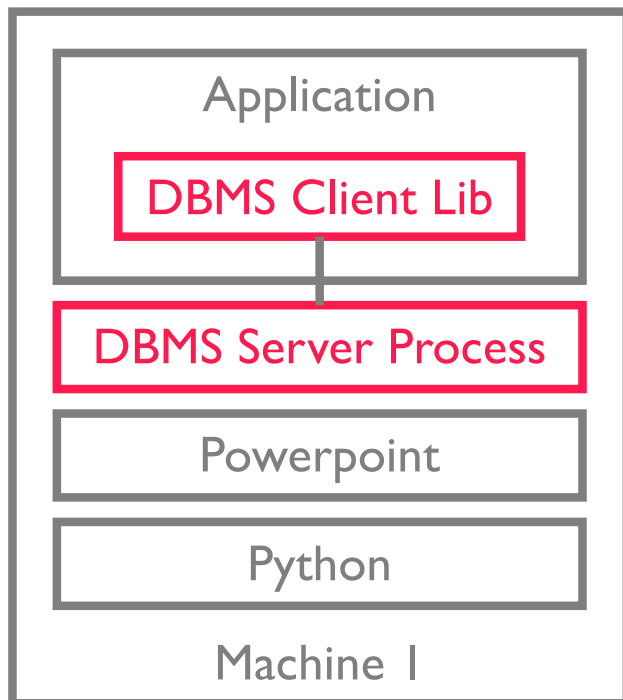 Application
DBMS Client Lib
DBMS Server Process
Powerpoint
Python
Machine 1